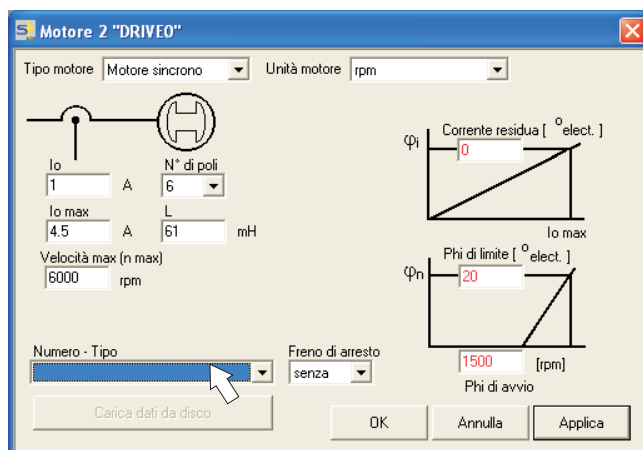 Motore 2 "DRIVE0"
Tipo motore Motore sincrono Unità motore rpm
Io
1 A
N° di poli
6
Io max
4.5 A
L
61 mH
Velocità max (n max)
6000 rpm
φi Corrente residua [ °elect. ]
0
Io max
φn Phi di limite [ °elect. ]
20
1500 [rpm]
Phi di avvio
Numero - Tipo
Freno di arresto
senza
Carica dati da disco
OK Annulla Applica